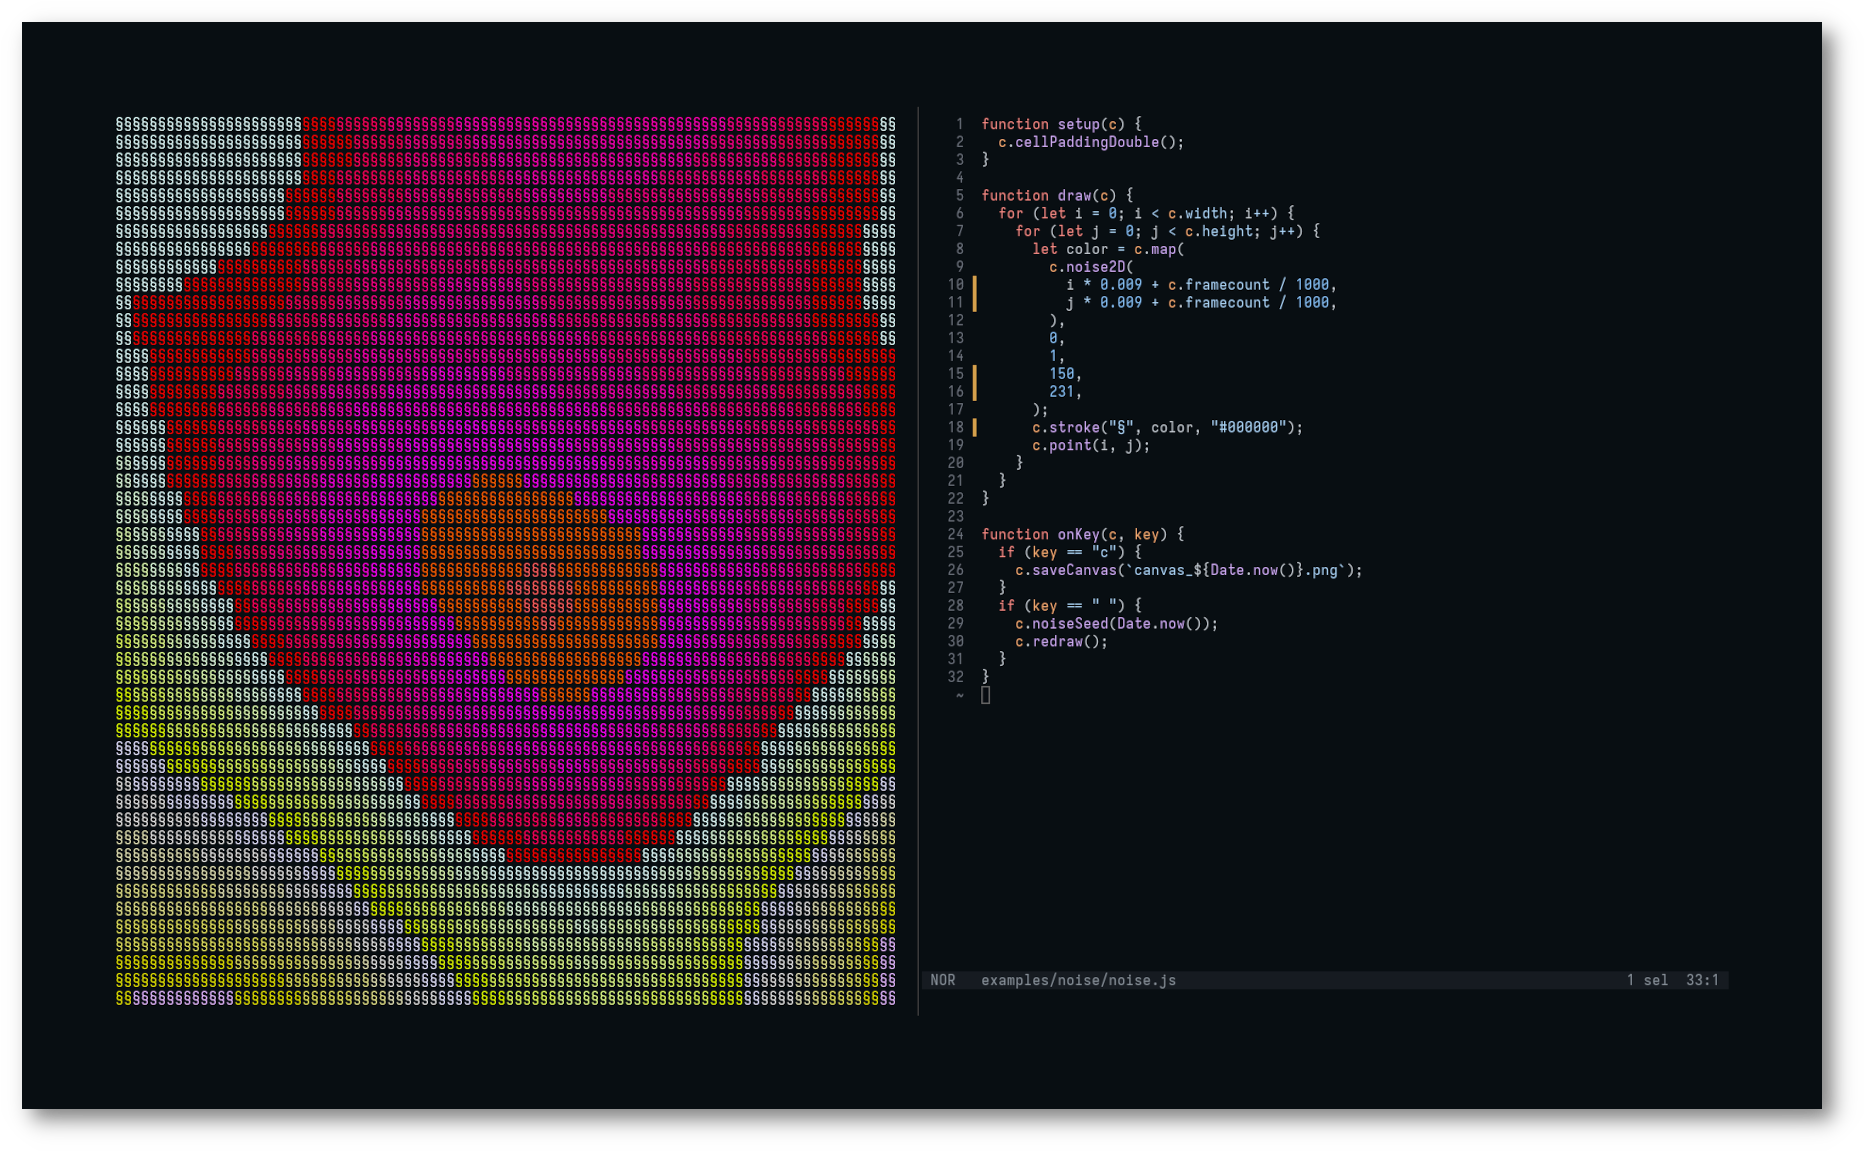 1 function setup(c) {
2   c.cellPaddingDouble();
3 }
4
5 function draw(c) {
6   for (let i = 0; i < c.width; i++) {
7     for (let j = 0; j < c.height; j++) {
8       let color = c.map(
9         c.noise2D(
10           i * 0.009 + c.framecount / 1000,
11           j * 0.009 + c.framecount / 1000,
12         ),
13         0,
14         1,
15         150,
16         231,
17       );
18       c.stroke("§", color, "#000000");
19       c.point(i, j);
20     }
21   }
22 }
23
24 function onKey(c, key) {
25   if (key == "c") {
26     c.saveCanvas(`canvas_${Date.now()}.png`);
27   }
28   if (key == " ") {
29     c.noiseSeed(Date.now());
30     c.redraw();
31   }
32 }
~
NOR examples/noise/noise.js 1 sel 33:1